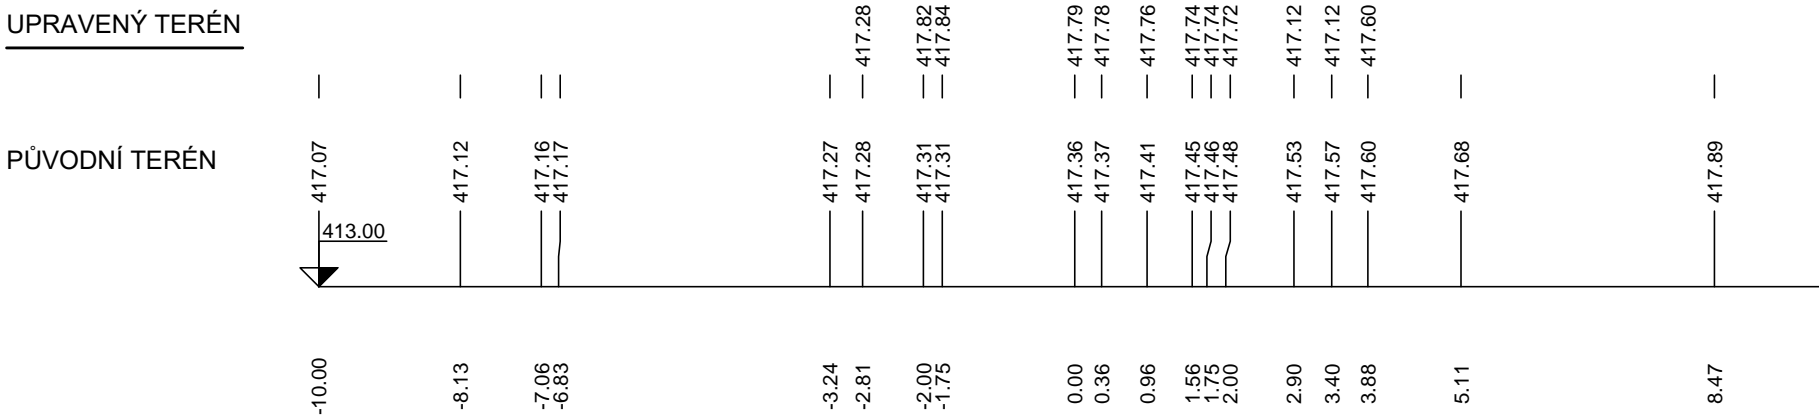 UPRAVENÝ TERÉN
417.28 417.82 417.84 417.79 417.78 417.76 417.74 417.74 417.72 417.12 417.12 417.60
PŮVODNÍ TERÉN
417.07 417.12 417.16 417.17 417.27 417.28 417.31 417.31 417.36 417.37 417.41 417.45 417.46 417.48 417.53 417.57 417.60 417.68 417.89
413.00
-10.00 -8.13 -7.06 -6.83 -3.24 -2.81 -2.00 -1.75 0.00 0.36 0.96 1.56 1.75 2.00 2.90 3.40 3.88 5.11 8.47